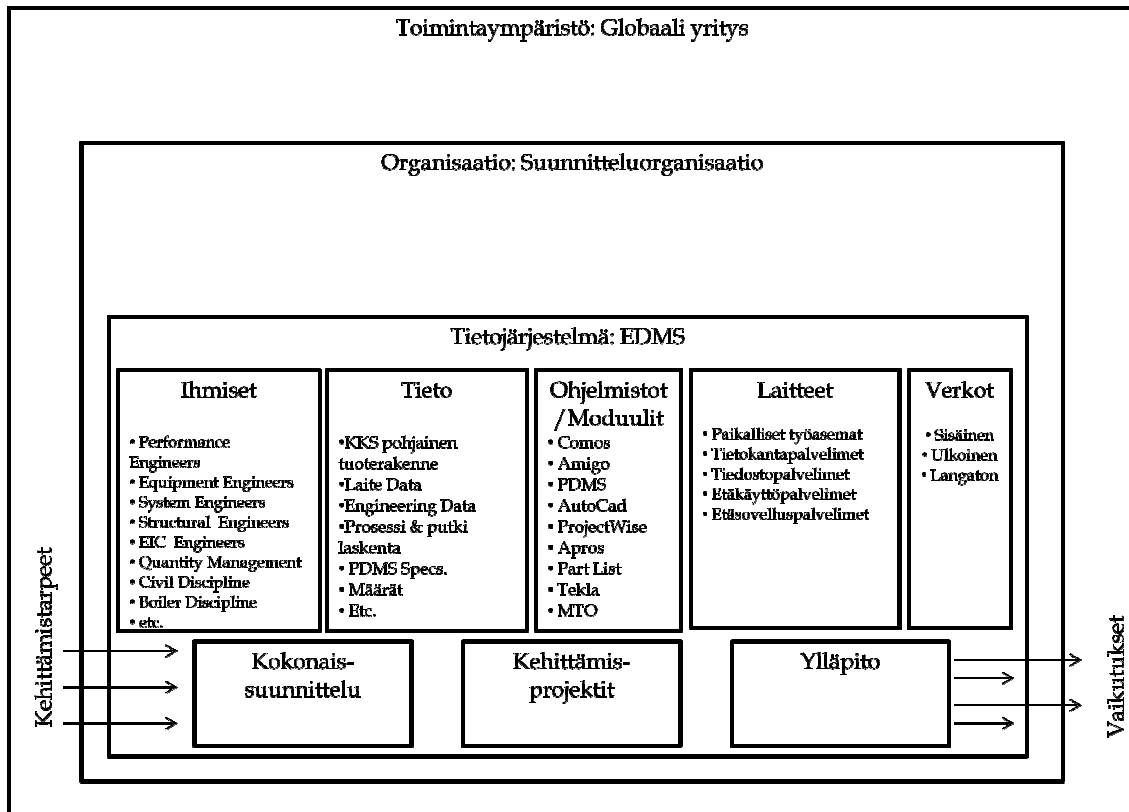 Toimintaympäristö: Globaali yritys
Organisaatio: Suunnitteluorganisaatio
Tietojärjestelmä: EDMS
Ihmiset
• Performance
Engineers
• Equipment Engineers
• System Engineers
• Structural Engineers
• EIC Engineers
• Quantity Management
• Civil Discipline
• Boiler Discipline
• etc.
Tieto
•KKS pohjainen
tuoterakenne
•Laite Data
•Engineering Data
•Prosessi & putki
laskenta
• PDMS Specs.
• Määrät
• Etc.
Ohjelmistot
/Moduulit
• Comos
• Amigo
• PDMS
• AutoCad
• ProjectWise
• Apros
• Part List
• Tekla
• MTO
Laitteet
• Paikalliset työasemat
• Tietokantapalvelimet
• Tiedostopalvelimet
• Etäkäyttöpalvelimet
• Etäsovelluspalvelimet
Verkot
• Sisäinen
• Ulkoinen
• Langaton
Kehittämistarpeet
Kokonais-
suunnittelu
Kehittämis-
projektit
Ylläpito
Vaikutukset